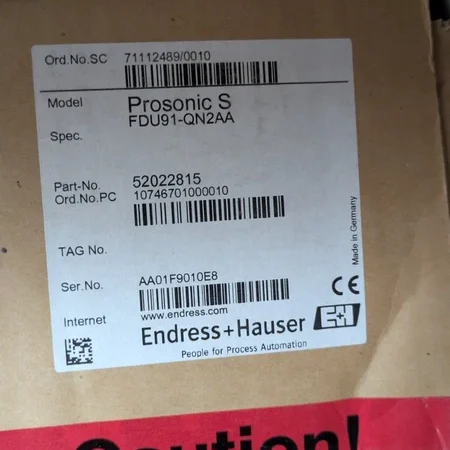 Ord.No.SC 71112489/0010
Model Prosonic S
FDU91-QN2AA
Spec.
Part-No. 52022815
Ord.No.PC 10746701000010
TAG No.
Made in Germany
Ser.No. AA01F9010E8
CE
Internet www.endress.com
Endress+Hauser E+H
People for Process Automation
Caution!